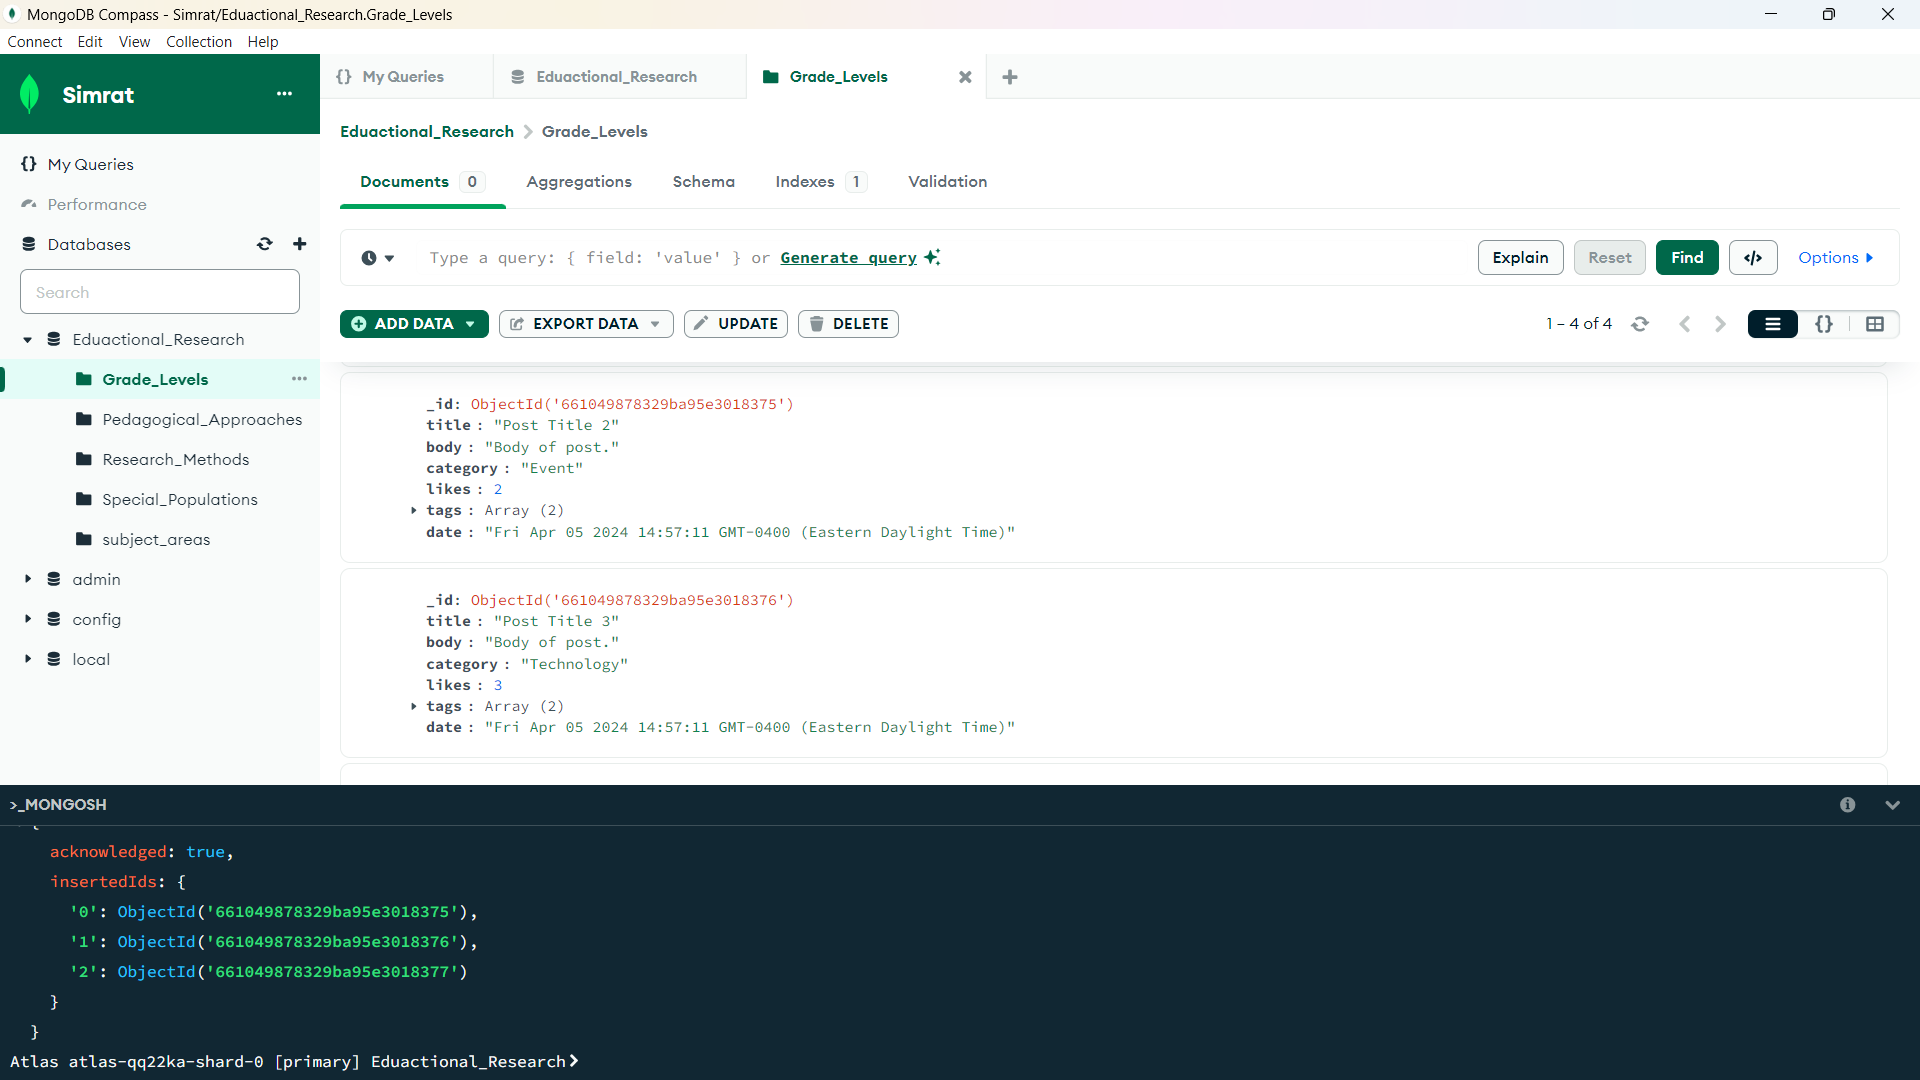 MongoDB Compass - Simrat/Eduactional_Research.Grade_Levels
Connect Edit View Collection Help
Simrat
My Queries
Performance
Databases
Search
Eduactional_Research
Grade_Levels
Pedagogical_Approaches
Research_Methods
Special_Populations
subject_areas
admin
config
local
{} My Queries Eduactional_Research Grade_Levels
Eduactional_Research > Grade_Levels
Documents 0 Aggregations Schema Indexes 1 Validation
Type a query: { field: 'value' } or Generate query
Explain Reset Find </> Options
ADD DATA EXPORT DATA UPDATE DELETE
1 – 4 of 4 {}
_id: ObjectId('661049878329ba95e3018375')
title : "Post Title 2"
body : "Body of post."
category : "Event"
likes : 2
tags : Array (2)
date : "Fri Apr 05 2024 14:57:11 GMT-0400 (Eastern Daylight Time)"
_id: ObjectId('661049878329ba95e3018376')
title : "Post Title 3"
body : "Body of post."
category : "Technology"
likes : 3
tags : Array (2)
date : "Fri Apr 05 2024 14:57:11 GMT-0400 (Eastern Daylight Time)"
>_MONGOSH
acknowledged: true,
insertedIds: {
'0': ObjectId('661049878329ba95e3018375'),
'1': ObjectId('661049878329ba95e3018376'),
'2': ObjectId('661049878329ba95e3018377')
}
}
Atlas atlas-qq22ka-shard-0 [primary] Eduactional_Research>